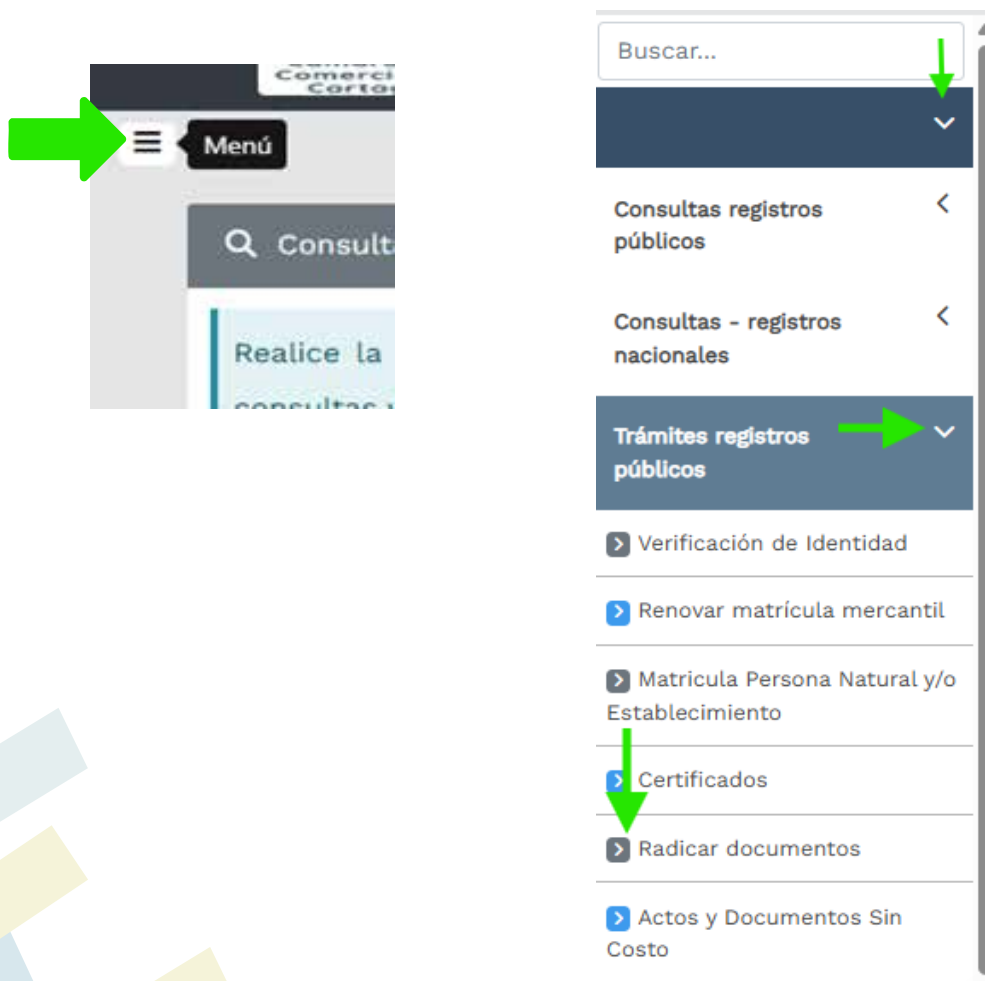 Menú
Consult
Realice la
consultas
Buscar...
Consultas registros
públicos
Consultas - registros
nacionales
Trámites registros
públicos
Verificación de Identidad
Renovar matrícula mercantil
Matricula Persona Natural y/o
Establecimiento
Certificados
Radicar documentos
Actos y Documentos Sin
Costo